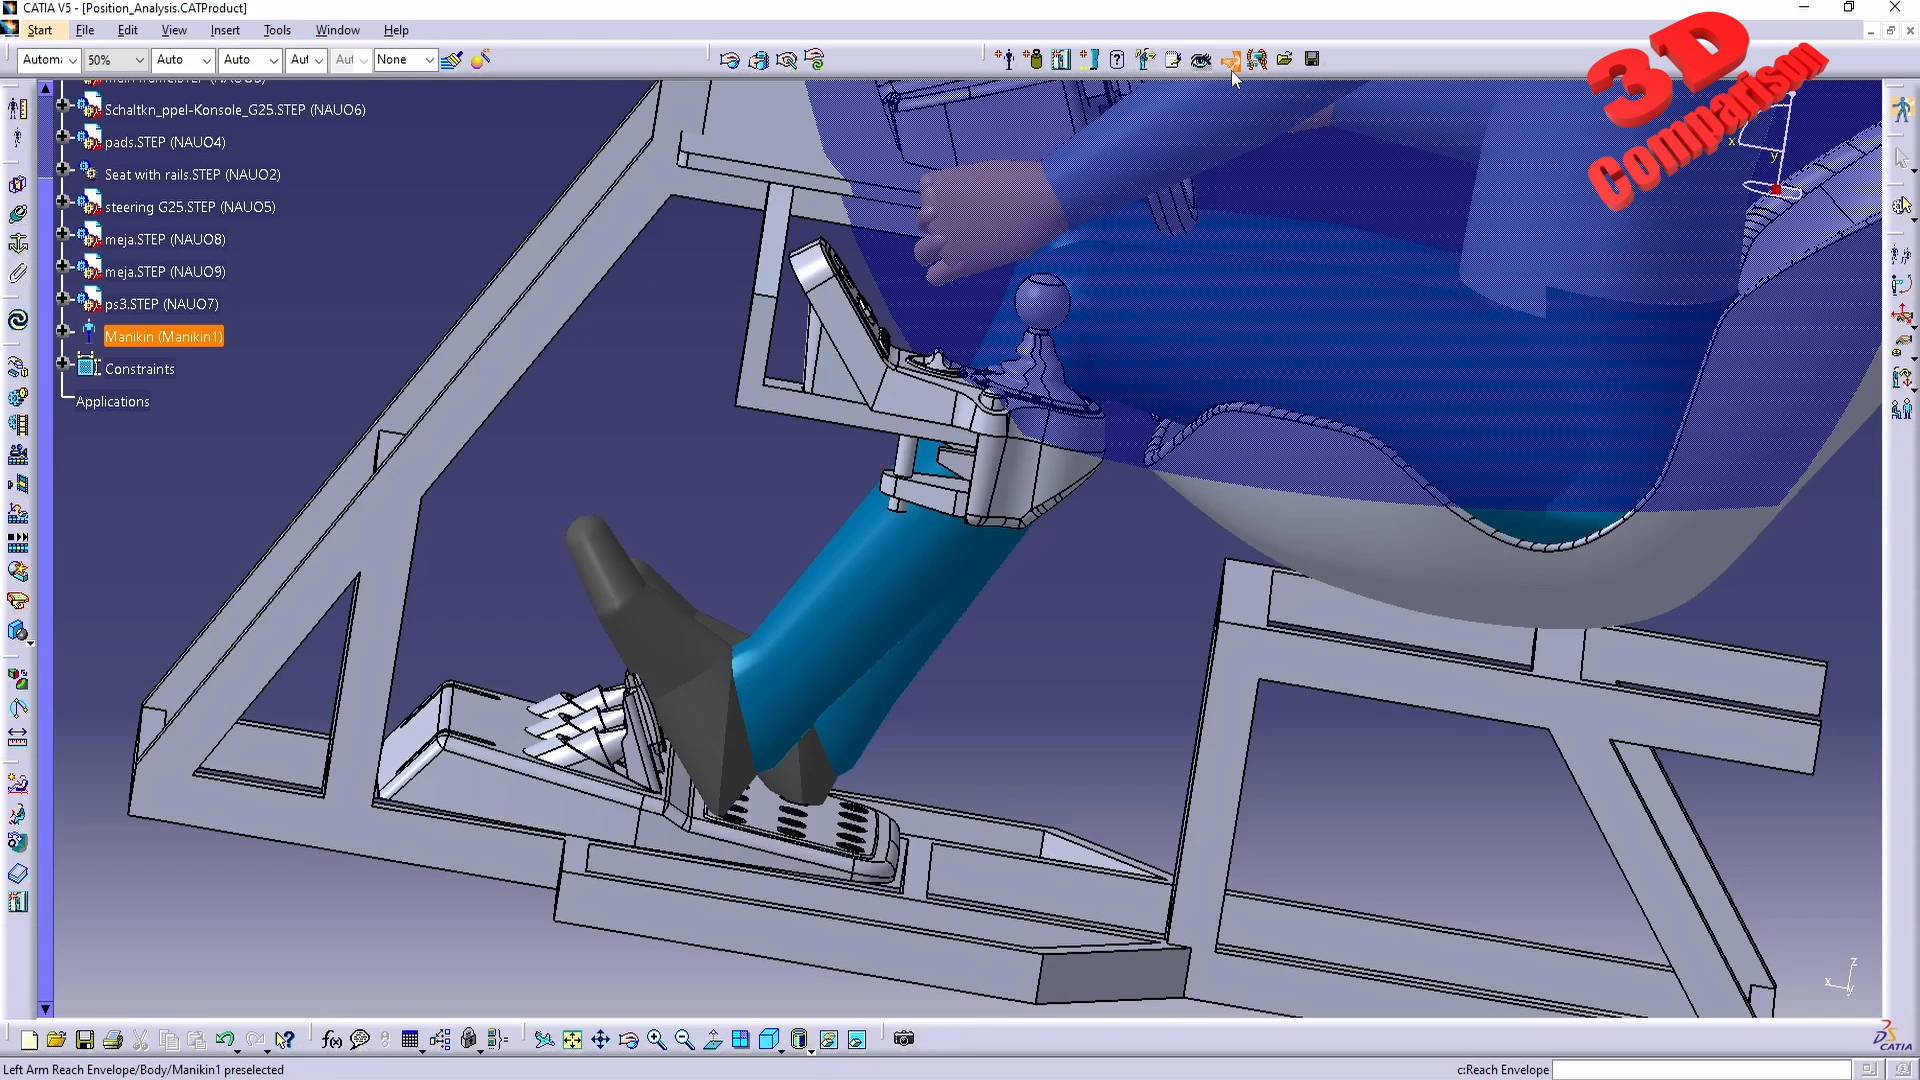 CATIA V5 - [Position_Analysis.CATProduct]
Start File Edit View Insert Tools Window Help
50% Auto Auto None
Schaltkn_ppel-Konsole_G25.STEP (NAUO6)
pads.STEP (NAUO4)
Seat with rails.STEP (NAUO2)
steering G25.STEP (NAUO5)
meja.STEP (NAUO8)
meja.STEP (NAUO9)
ps3.STEP (NAUO7)
Manikin (Manikin1)
Constraints
Applications
3D
Comparison
x
y
z
x
y
f(x)
CATIA
Left Arm Reach Envelope/Body/Manikin1 preselected
c:Reach Envelope